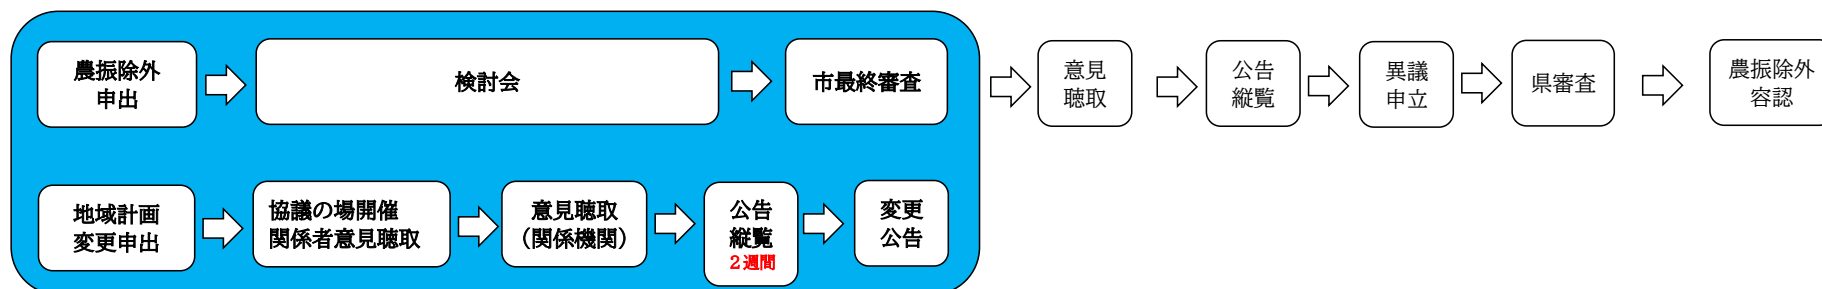 農振除外
申出
検討会
市最終審査
意見
聴取
公告
縦覧
異議
申立
県審査
農振除外
容認
地域計画
変更申出
協議の場開催
関係者意見聴取
意見聴取
（関係機関）
公告
縦覧
２週間
変更
公告